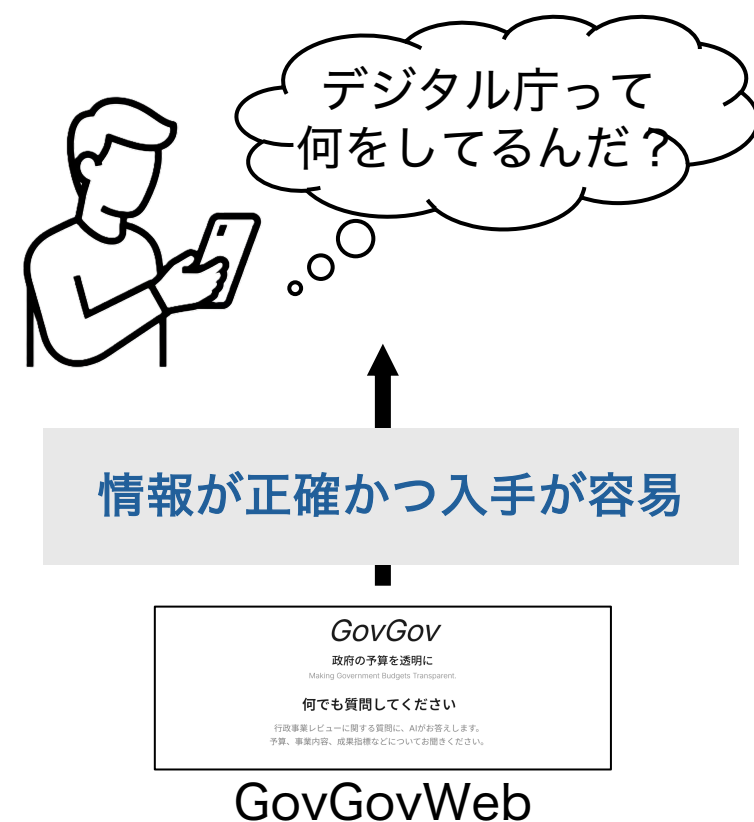 デジタル庁って
何をしてるんだ？
情報が正確かつ入手が容易
GovGov
政府の予算を透明に
Making Government Budgets Transparent.
何でも質問してください
行政事業レビューに関する質問に、AIがお答えします。
予算、事業内容、成果指標などについてお聞きください。
GovGovWeb